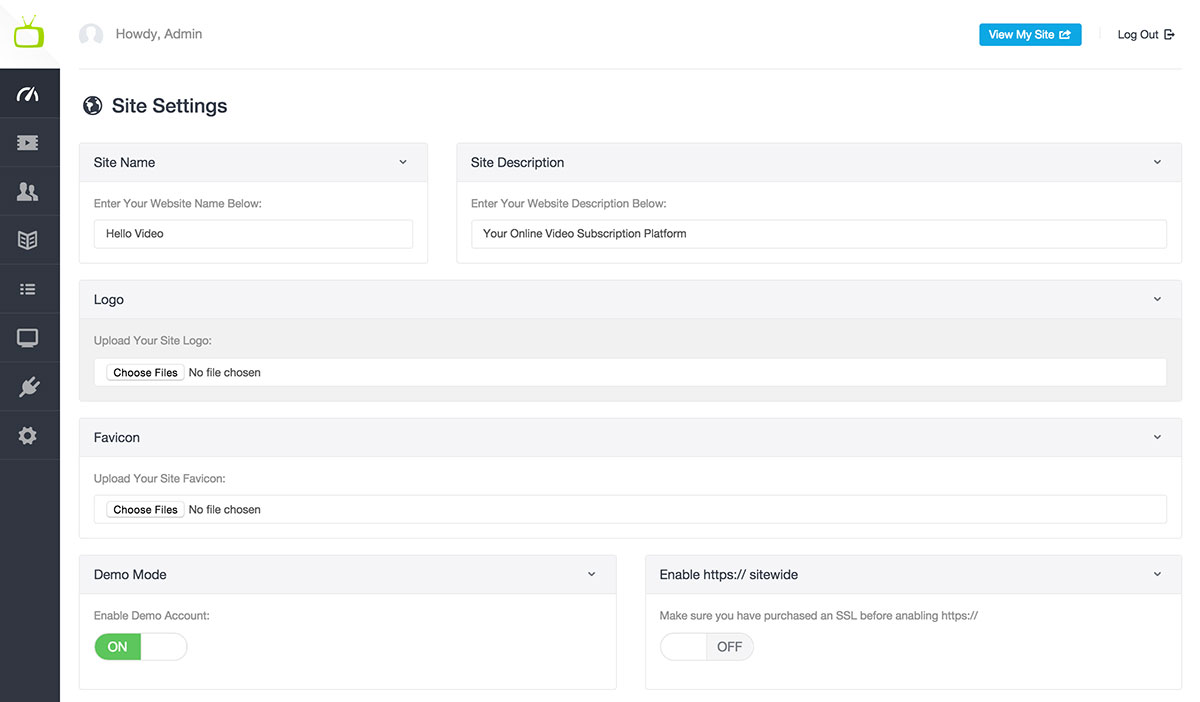 Howdy, Admin
View My Site
Log Out
Site Settings
Site Name
Site Description
Enter Your Website Name Below:
Enter Your Website Description Below:
Hello Video
Your Online Video Subscription Platform
Logo
Upload Your Site Logo:
Choose Files No file chosen
Favicon
Upload Your Site Favicon:
Choose Files No file chosen
Demo Mode
Enable https:// sitewide
Enable Demo Account:
Make sure you have purchased an SSL before anabling https://
ON
OFF